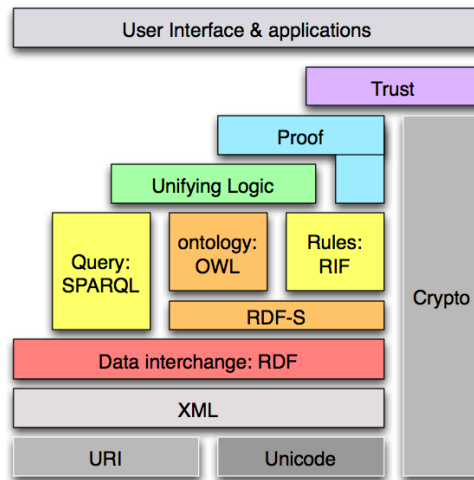 User Interface & applications
Trust
Proof
Unifying Logic
Query:
SPARQL
ontology:
OWL
Rules:
RIF
Crypto
RDF-S
Data interchange: RDF
XML
URI
Unicode